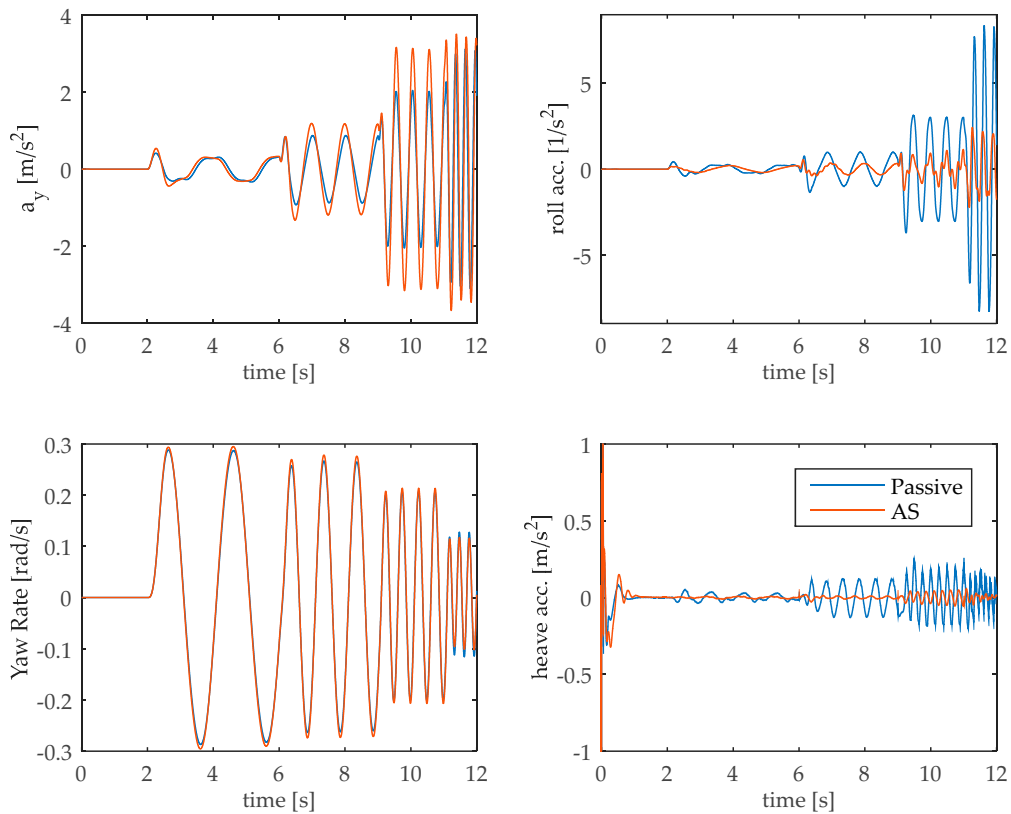 4
2
0
-2
-4
a_y [m/s^2]
0 2 4 6 8 10 12
time [s]
5
0
-5
roll acc. [1/s^2]
0 2 4 6 8 10 12
time [s]
0.3
0.2
0.1
0
-0.1
-0.2
-0.3
Yaw Rate [rad/s]
0 2 4 6 8 10 12
time [s]
1
0.5
0
-0.5
-1
heave acc. [m/s^2]
Passive
AS
0 2 4 6 8 10 12
time [s]